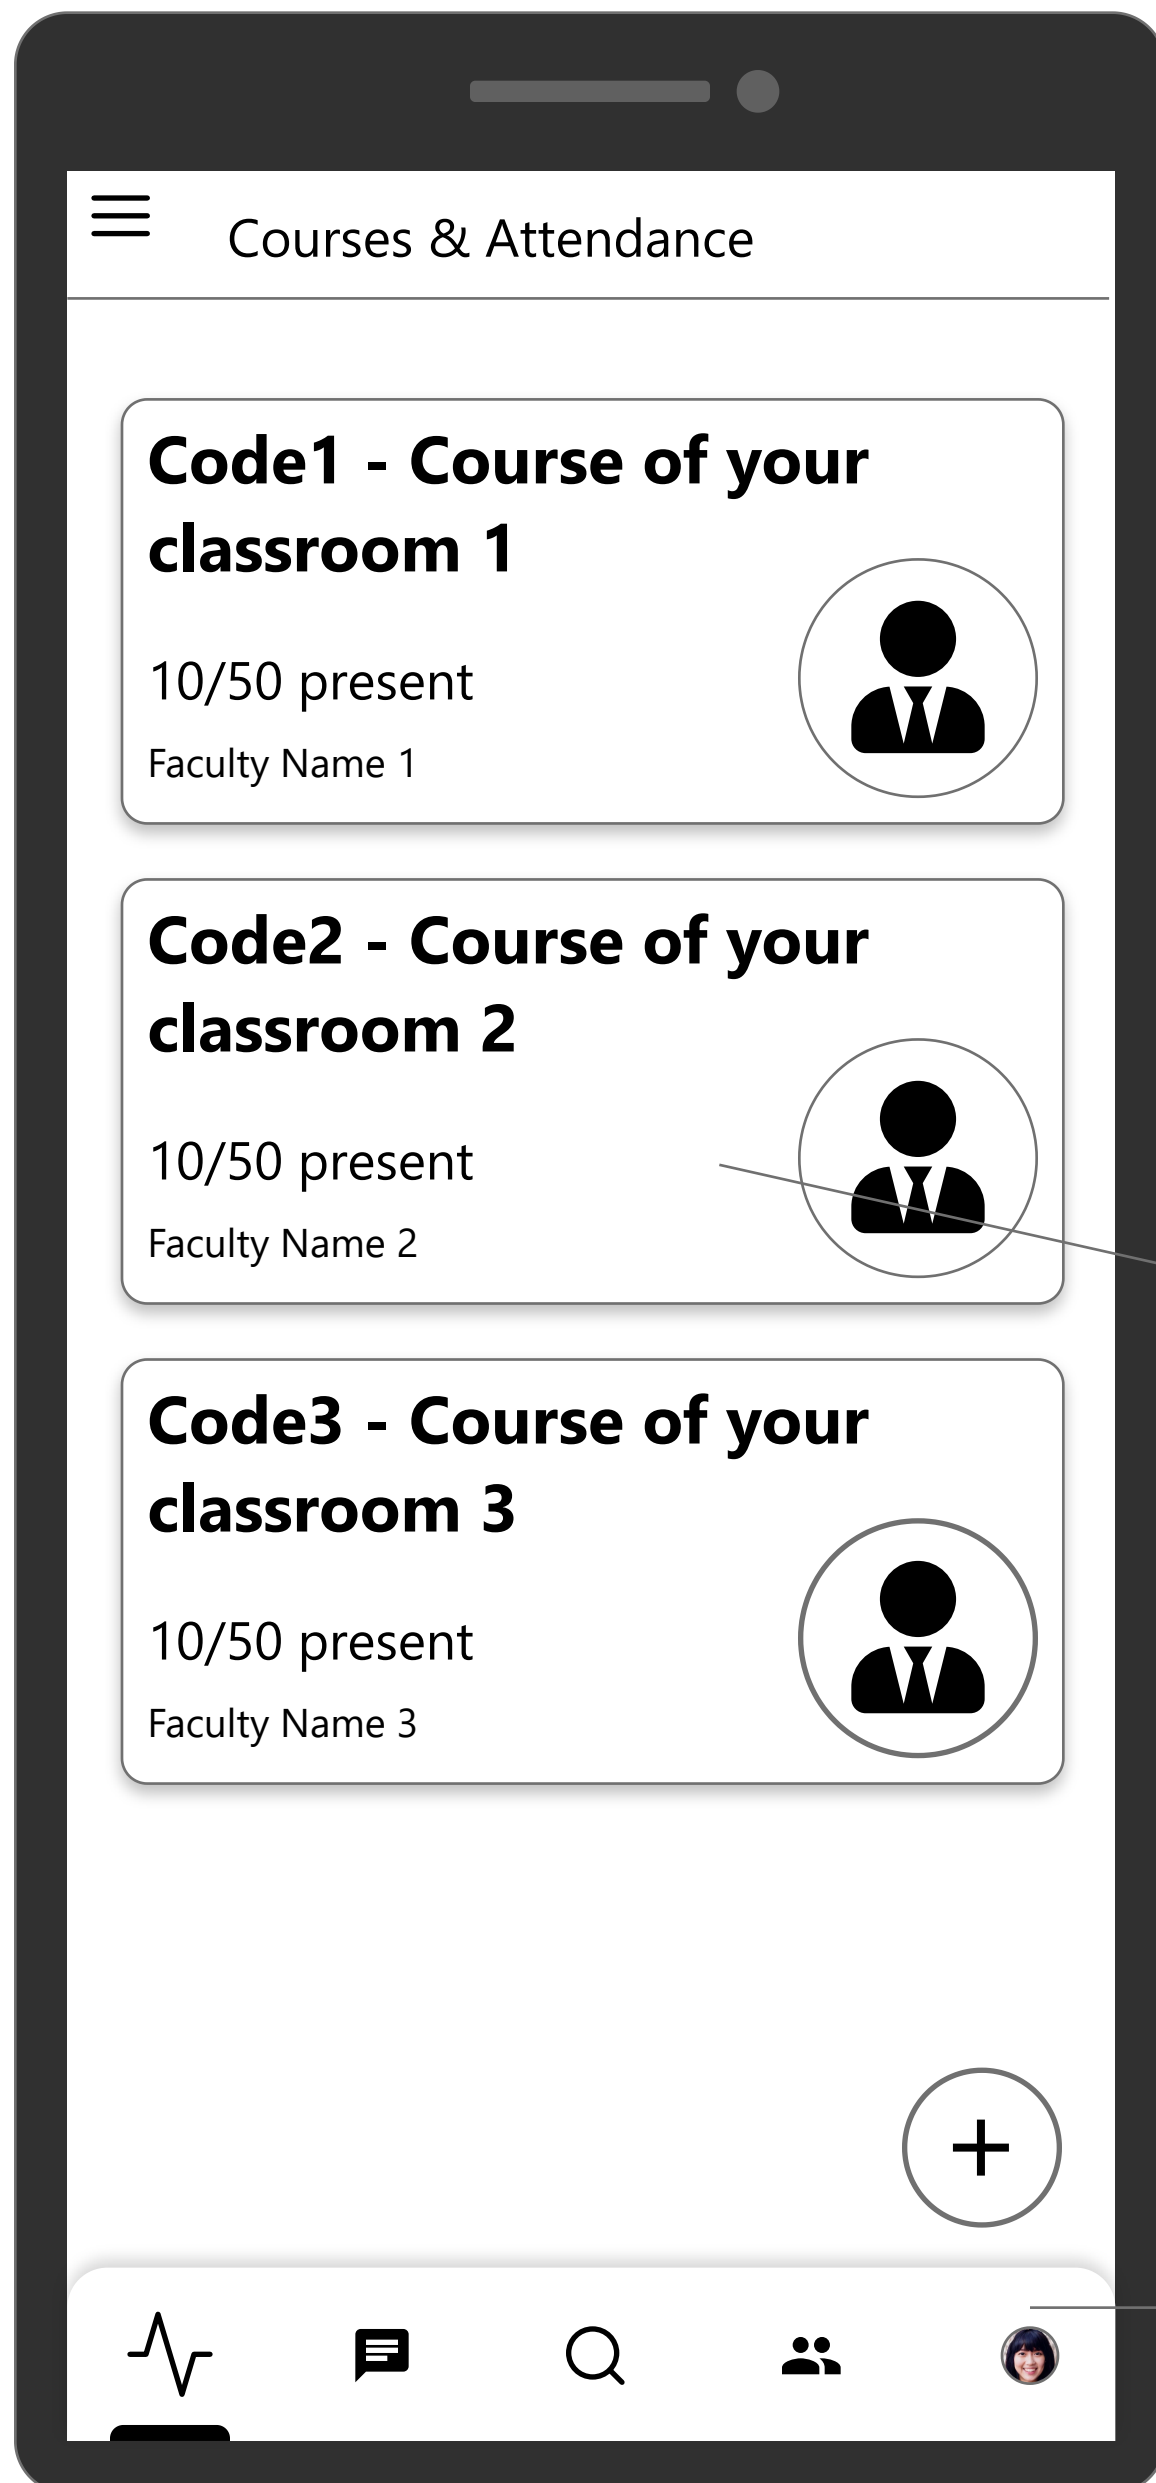 Courses & Attendance
Code1 - Course of your
classroom 1
10/50 present
Faculty Name 1
Code2 - Course of your
classroom 2
10/50 present
Faculty Name 2
Code3 - Course of your
classroom 3
10/50 present
Faculty Name 3